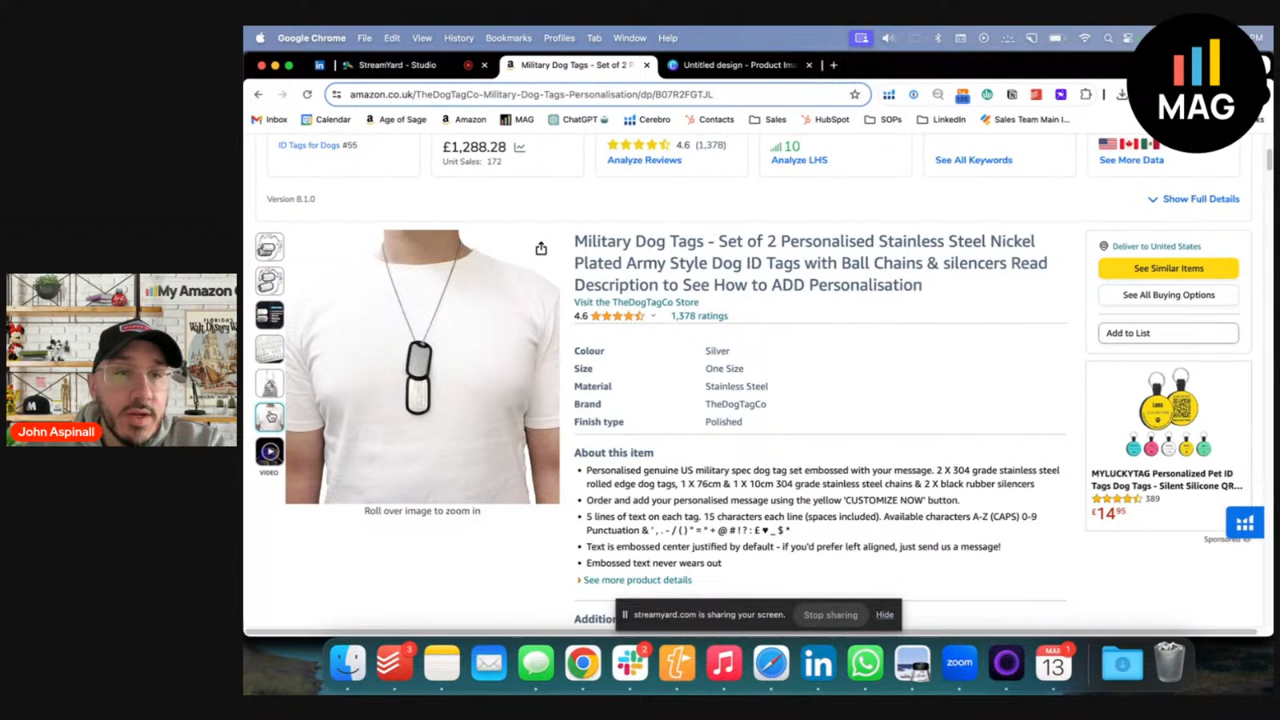 Google Chrome File Edit View History Bookmarks Profiles Tab Window Help
StreamYard - Studio
Military Dog Tags - Set of 2 P
Untitled design - Product Im
amazon.co.uk/TheDogTagCo-Military-Dog-Tags-Personalisation/dp/B07R2FGTJL
Inbox Calendar Age of Sage Amazon MAG ChatGPT Cerebro Contacts Sales HubSpot SOPs LinkedIn Sales Team Main I...
MAG
ID Tags for Dogs #55
£1,288.28
Unit Sales: 172
4.6 (1,378)
Analyze Reviews
10
Analyze LHS
See All Keywords
See More Data
Version 8.1.0
Show Full Details
VIDEO
Roll over image to zoom in
Military Dog Tags - Set of 2 Personalised Stainless Steel Nickel
Plated Army Style Dog ID Tags with Ball Chains & silencers Read
Description to See How to ADD Personalisation
Visit the TheDogTagCo Store
4.6 1,378 ratings
Colour Silver
Size One Size
Material Stainless Steel
Brand TheDogTagCo
Finish type Polished
About this item
• Personalised genuine US military spec dog tag set embossed with your message. 2 X 304 grade stainless steel
rolled edge dog tags, 1 X 76cm & 1 X 10cm 304 grade stainless steel chains & 2 X black rubber silencers
• Order and add your personalised message using the yellow 'CUSTOMIZE NOW' button.
• 5 lines of text on each tag. 15 characters each line (spaces included). Available characters A-Z (CAPS) 0-9
Punctuation & ' , . - / ( ) " = * + @ # ! ? : £ ♥ _ $ *
• Text is embossed center justified by default - if you'd prefer left aligned, just send us a message!
• Embossed text never wears out
› See more product details
Deliver to United States
See Similar Items
See All Buying Options
Add to List
MYLUCKYTAG Personalized Pet ID
Tags Dog Tags - Silent Silicone QR...
389
£14.95
Sponsored
streamyard.com is sharing your screen. Stop sharing Hide
My Amazon
FLORIDA'S
Walt Disney
John Aspinall
3
2
zoom
MAR 1
13